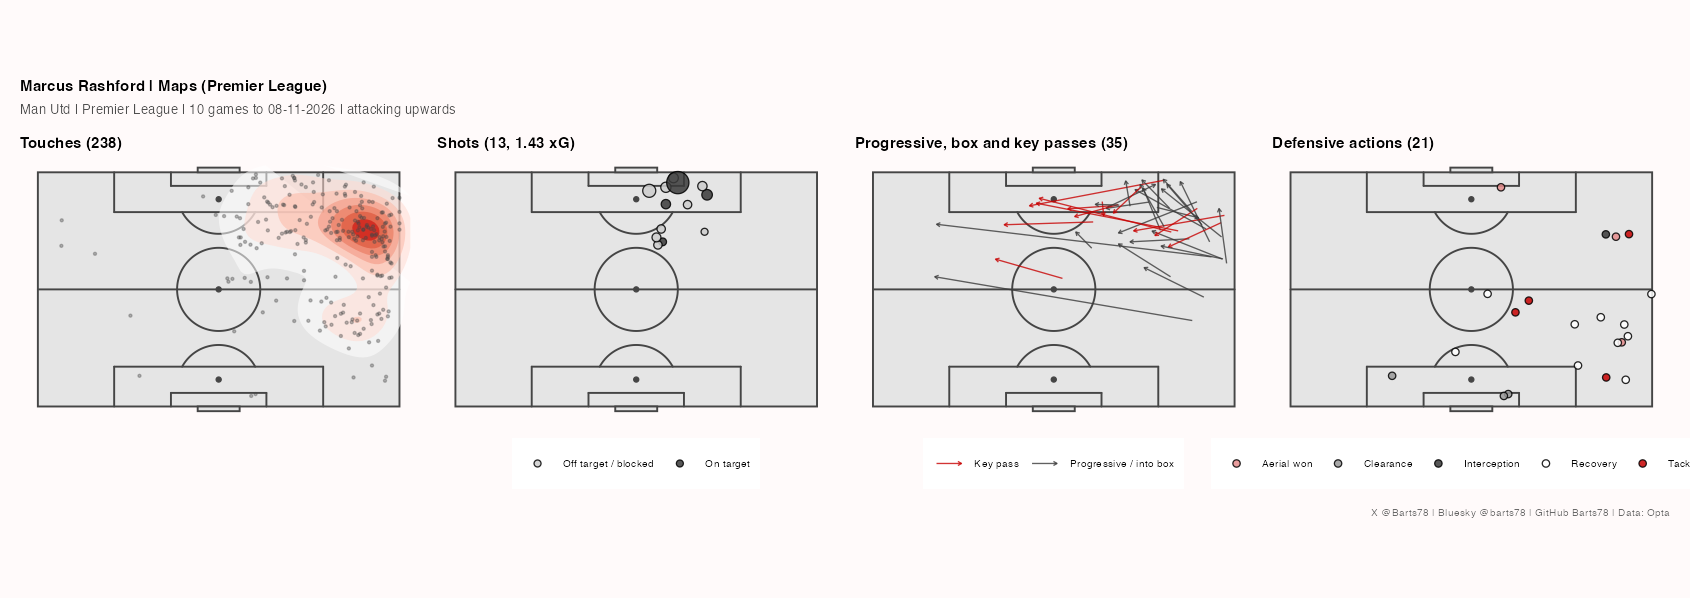 Marcus Rashford | Maps (Premier League)
Man Utd | Premier League | 10 games to 08-11-2026 | attacking upwards
Touches (238)
Shots (13, 1.43 xG)
Progressive, box and key passes (35)
Defensive actions (21)
Off target / blocked
On target
Key pass
Progressive / into box
Aerial won
Clearance
Interception
Recovery
Tack
X @Barts78 | Bluesky @barts78 | GitHub Barts78 | Data: Opta